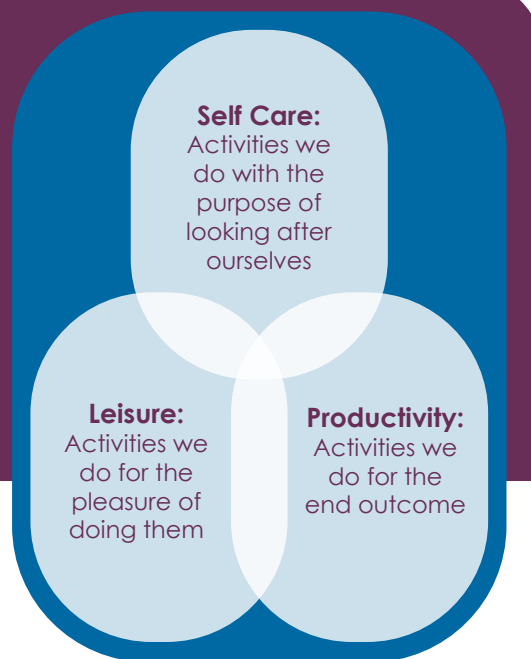 Self Care:
Activities we
do with the
purpose of
looking after
ourselves
Leisure:
Activities we
do for the
pleasure of
doing them
Productivity:
Activities we
do for the
end outcome